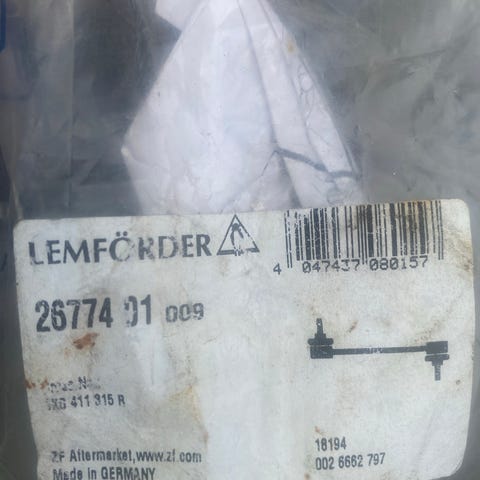 LEMFÖRDER
4 047437 080157
26774 01 009
411 315 R
18194
ZF Aftermarket,www.zf.com
002 6662 797
Made in GERMANY